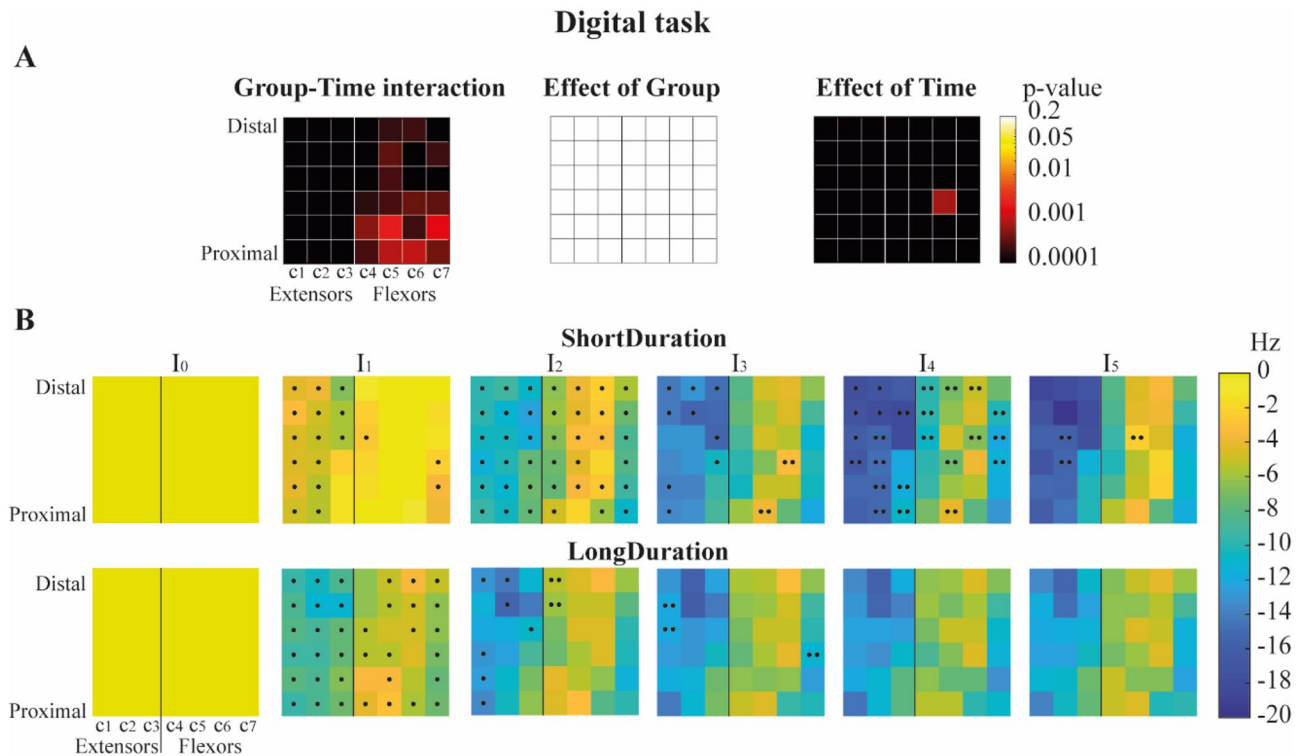 Digital task
A
Group-Time interaction
Effect of Group
Effect of Time
p-value
0.2
0.05
0.01
0.001
0.0001
Distal
Proximal
c1 c2 c3 c4 c5 c6 c7
Extensors Flexors
B
ShortDuration
Hz
I0 I1 I2 I3 I4 I5
Distal
Proximal
LongDuration
Distal
Proximal
c1 c2 c3 c4 c5 c6 c7
Extensors Flexors
0
-2
-4
-6
-8
-10
-12
-14
-16
-18
-20